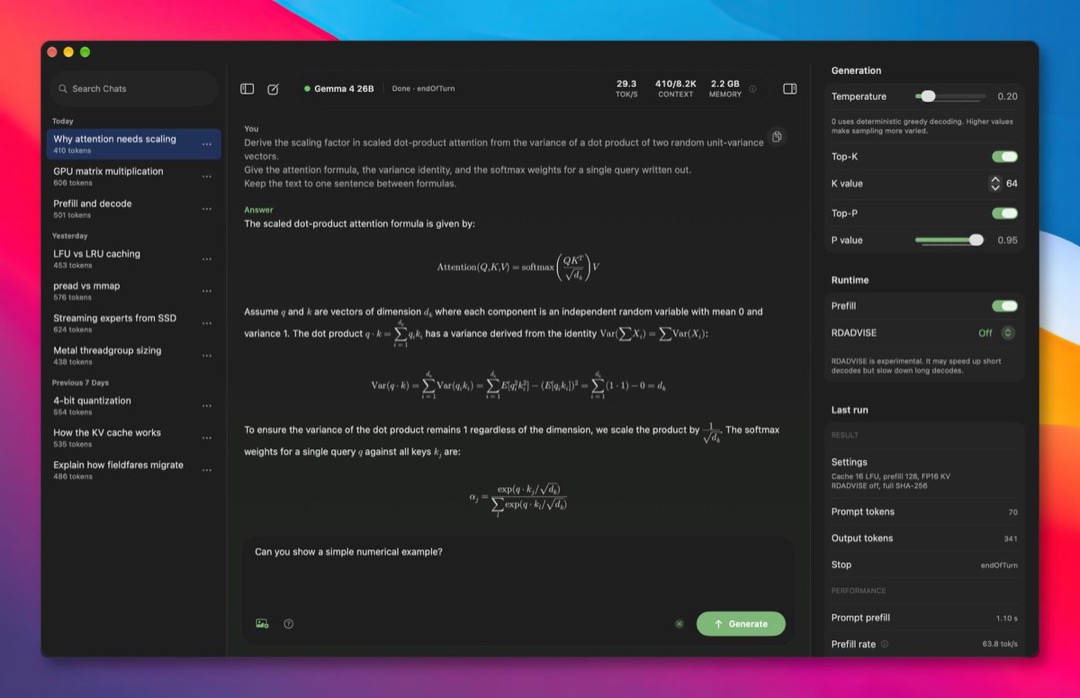 Search Chats
Today
Why attention needs scaling
410 tokens
GPU matrix multiplication
606 tokens
Prefill and decode
501 tokens
Yesterday
LFU vs LRU caching
453 tokens
pread vs mmap
576 tokens
Streaming experts from SSD
624 tokens
Metal threadgroup sizing
438 tokens
Previous 7 Days
4-bit quantization
554 tokens
How the KV cache works
535 tokens
Explain how fieldfares migrate
486 tokens
Gemma 4 26B
Done · endOfTurn
29.3
TOK/S
410/8.2K
CONTEXT
2.2 GB
MEMORY
You
Derive the scaling factor in scaled dot-product attention from the variance of a dot product of two random unit-variance
vectors.
Give the attention formula, the variance identity, and the softmax weights for a single query written out.
Keep the text to one sentence between formulas.
Answer
The scaled dot-product attention formula is given by:
Attention(Q,K,V) = softmax(QK^T / √d_k)V
Assume q and k are vectors of dimension d_k where each component is an independent random variable with mean 0 and
variance 1. The dot product q · k = ∑_{i=1}^{d_k} q_i k_i has a variance derived from the identity Var(∑X_i) = ∑Var(X_i):
Var(q · k) = ∑_{i=1}^{d_k} Var(q_i k_i) = ∑_{i=1}^{d_k} E[q_i^2 k_i^2] − (E[q_i k_i])^2 = ∑_{i=1}^{d_k} (1 · 1) − 0 = d_k
To ensure the variance of the dot product remains 1 regardless of the dimension, we scale the product by 1/√d_k. The softmax
weights for a single query q against all keys k_j are:
α_j = exp(q · k_j/√d_k) / ∑_l exp(q · k_l/√d_k)
Can you show a simple numerical example?
Generate
Generation
Temperature 0.20
0 uses deterministic greedy decoding. Higher values
make sampling more varied.
Top-K
K value 64
Top-P
P value 0.95
Runtime
Prefill
RDADVISE Off
RDADVISE is experimental. It may speed up short
decodes but slow down long decodes.
Last run
RESULT
Settings
Cache 16 LFU, prefill 128, FP16 KV
RDADVISE off, full SHA-256
Prompt tokens 70
Output tokens 341
Stop endOfTurn
PERFORMANCE
Prompt prefill 1.10 s
Prefill rate 63.8 tok/s